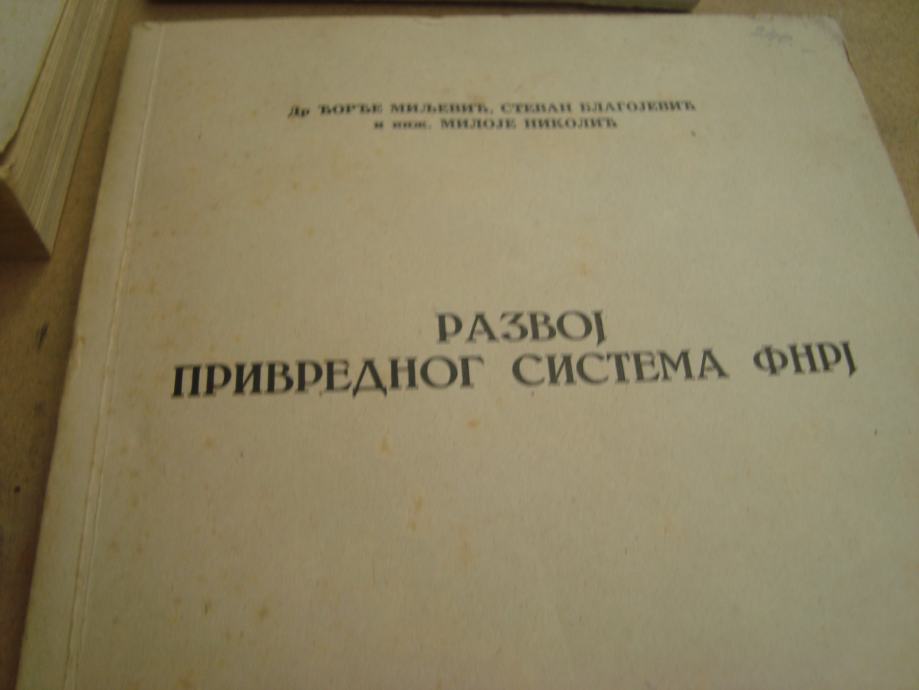 Др ЂОРЂЕ МИЉЕВИЋ, СТЕВАН БЛАГОЈЕВИЋ
и инж. МИЛОЈЕ НИКОЛИЋ
РАЗВОЈ
ПРИВРЕДНОГ СИСТЕМА ФНРЈ